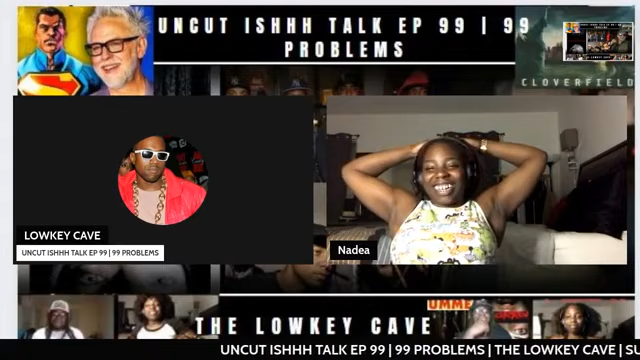 UNCUT ISHHH TALK EP 99 | 99
PROBLEMS
CLOVERFIELD
LOWKEY CAVE
UNCUT ISHHH TALK EP 99 | 99 PROBLEMS
Nadea
THE LOWKEY CAVE
UNCUT ISHHH TALK EP 99 | 99 PROBLEMS | THE LOWKEY CAVE | SU